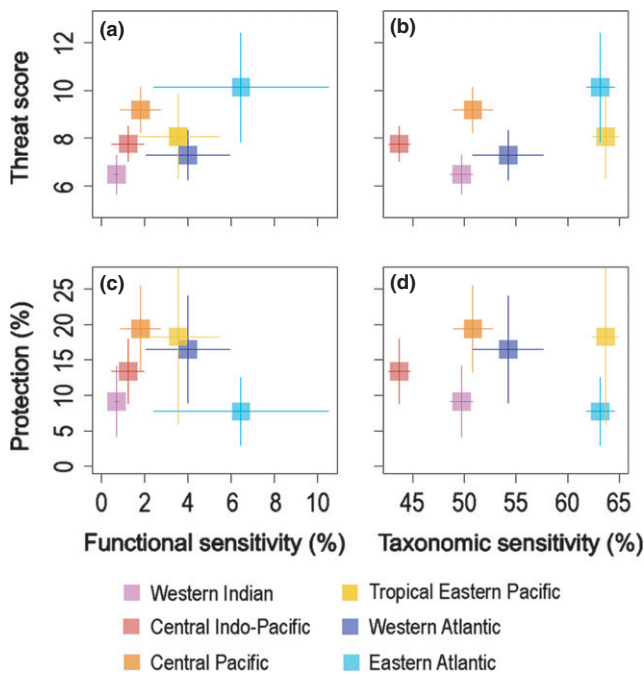 (a)
(b)
Threat score
12
10
8
6
(c)
(d)
Protection (%)
25
20
15
10
5
0
0 2 4 6 8 10
45 50 55 60 65
Functional sensitivity (%)
Taxonomic sensitivity (%)
Western Indian
Tropical Eastern Pacific
Central Indo-Pacific
Western Atlantic
Central Pacific
Eastern Atlantic